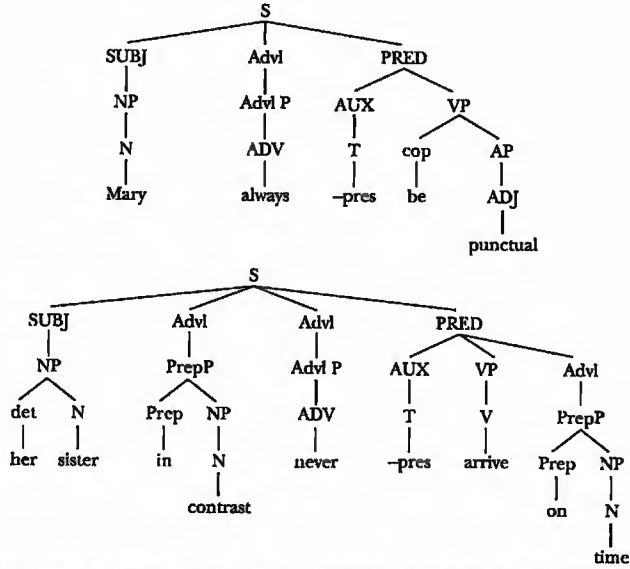 S
SUBJ Advl PRED
NP Advl P AUX VP
N ADV T cop AP
Mary always –pres be ADJ
punctual
S
SUBJ Advl Advl PRED
NP PrepP Advl P AUX VP Advl
det N Prep NP ADV T V PrepP
her sister in N never –pres arrive Prep NP
contrast on N
time